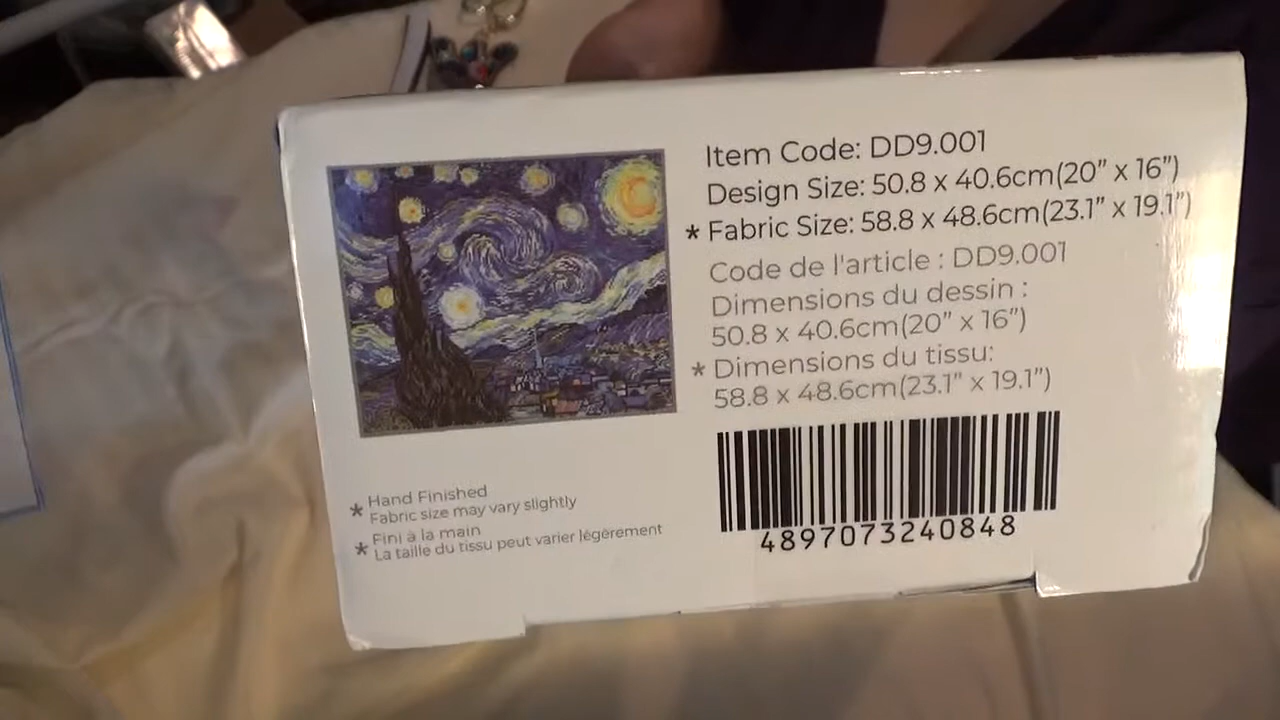 Item Code: DD9.001
Design Size: 50.8 x 40.6cm(20” x 16”)
* Fabric Size: 58.8 x 48.6cm(23.1” x 19.1”)
Code de l'article : DD9.001
Dimensions du dessin :
50.8 x 40.6cm(20” x 16”)
* Dimensions du tissu:
58.8 x 48.6cm(23.1” x 19.1”)
4897073240848
Hand Finished
* Fabric size may vary slightly
Fini à la main
* La taille du tissu peut varier légèrement